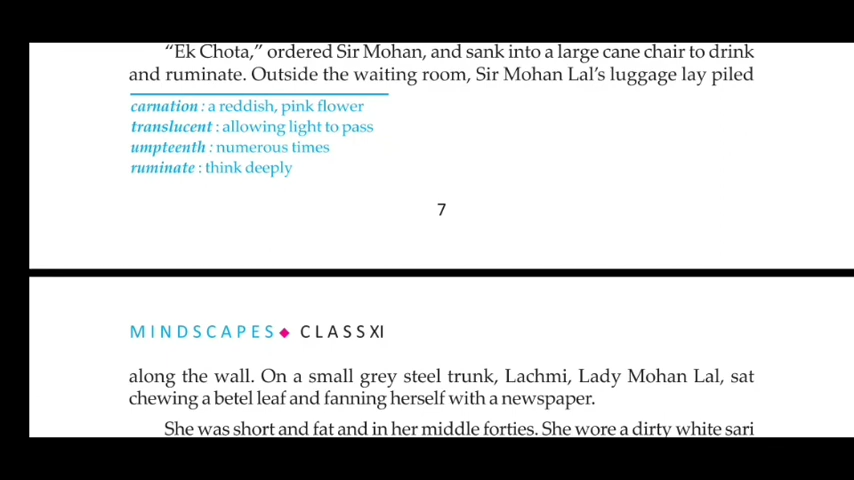 “Ek Chota,” ordered Sir Mohan, and sank into a large cane chair to drink
and ruminate. Outside the waiting room, Sir Mohan Lal’s luggage lay piled
carnation : a reddish, pink flower
translucent : allowing light to pass
umpteenth : numerous times
ruminate : think deeply
7
MINDSCAPES ◆ CLASS XI
along the wall. On a small grey steel trunk, Lachmi, Lady Mohan Lal, sat
chewing a betel leaf and fanning herself with a newspaper.
She was short and fat and in her middle forties. She wore a dirty white sari